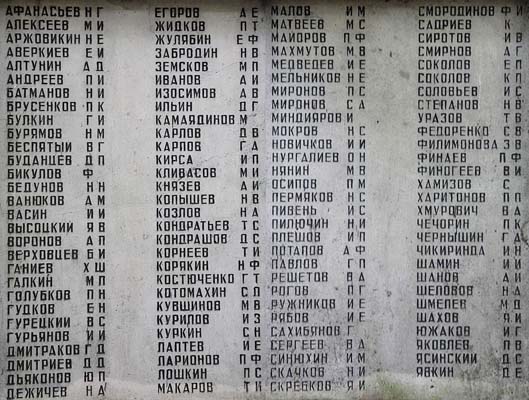 АФАНАСЬЕВ Н Г
АЛЕКСЕЕВ М И
АРЖОВИКИН Н Е
АВЕРКИЕВ Е И
АЛТУНИН А Д
АНДРЕЕВ П И
БАТМАНОВ Н И
БРУСЕНКОВ П К
БУЛКИН Г И
БУРЯМОВ Н М
БЕСПЯТЫЙ В Г
БУДАНЦЕВ Д П
БИКУЛОВ Ф
БЕДУНОВ Н Н
ВАНЮКОВ А М
ВАСИН И И
ВЫСОЦКИЙ Я В
ВОРОНОВ А П
ВЕРХОВЦЕВ Б И
ГАНИЕВ Х Ш
ГАЛКИН М П
ГОЛУБКОВ П Н
ГУДКОВ Е Н
ГУРЕЦКИЙ В С
ГУРЬЯНОВ И И
ДМИТРАКОВ Г Д
ДМИТРИЕВ Д Д
ДЬЯКОНОВ Ю П
ДЕЖИЧЕВ Н А
ЕГОРОВ А Е
ЖИДКОВ П Т
ЖУЛЯБИН Е Ф
ЗАБРОДИН Н В
ЗЕМСКОВ М П
ИВАНОВ А И
ИЗОСИМОВ А В
ИЛЬИН Д Г
КАМАЯДИНОВ М
КАРЛОВ Д В
КАРПОВ Г А
КИРСА И П
КЛИВАСОВ М И
КНЯЗЕВ А И
КОПЫШЕВ Н В
КОЗЛОВ Н А
КОНДРАТЬЕВ Т С
КОНДРАШОВ Д С
КОРНЕЕВ Т И
КОРЯКИН Н Ф
КОСТЮЧЕНКО Г Т
КОТОМАХИН С П
КУВШИНОВ М В
КУРИЛОВ И З
КУРКИН С Н
ЛАПТЕВ И Е
ЛАРИОНОВ П Ф
ЛОШКИН П С
МАКАРОВ Т И
МАЛОВ И М
МАТВЕЕВ М С
МАЙОРОВ П Ф
МАХМУТОВ М В
МЕДВЕДЕВ И Е
МЕЛЬНИКОВ Н Е
МИРОНОВ П С
МИРОНОВ С А
МИНДИЯРОВ И
МОКРОВ Н С
НОВИЧКОВ И И
НУРГАЛИЕВ О Н
НЯНИН М В
ОСИПОВ П М
ПЕРМЯКОВ Н С
ПИВЕНЬ И С
ПИЛЮЧИН Н И
ПЛЕШОВ И П
ПОТАПОВ А Ф
ПАВЛОВ Г П
РЕШЕТОВ В А
РОГОВ П Г
РУЖНИКОВ И Е
РЯБОВ И Е
САХИБЯНОВ Г
СЕРГЕЕВ В А
СИНЮХИН И М
СКАЧКОВ Н И
СКРЕБКОВ Я И
СМОРОДИНОВ Ф И
САДРИЕВ К
СИРОТОВ И В
СМИРНОВ А Г
СОКОЛОВ Е П
СОКОЛОВ К П
СОЛОВЬЕВ И С
СТЕПАНОВ Н В
УРАЗОВ Т В
ФЕДОРЕНКО С В
ФИЛИМОНОВА З В
ФИНАЕВ П Ф
ФИНОГЕЕВ В И
ХАМИЗОВ С
ХАРИТОНОВ П П
ХМУРОВИЧ В А
ЧЕЧОРИН П К
ЧЕРНЫШИН Г А
ЧИКИРИНДА И Н
ШАМИН И И
ШАНОВ А И
ШЕЛОВОВ Н А
ШМЕЛЕВ М Д
ШАХОВ Я И
ЮЖАКОВ И Г
ЯКОВЛЕВ П В
ЯСИНСКИЙ Д С
ЯВКИН Д Е